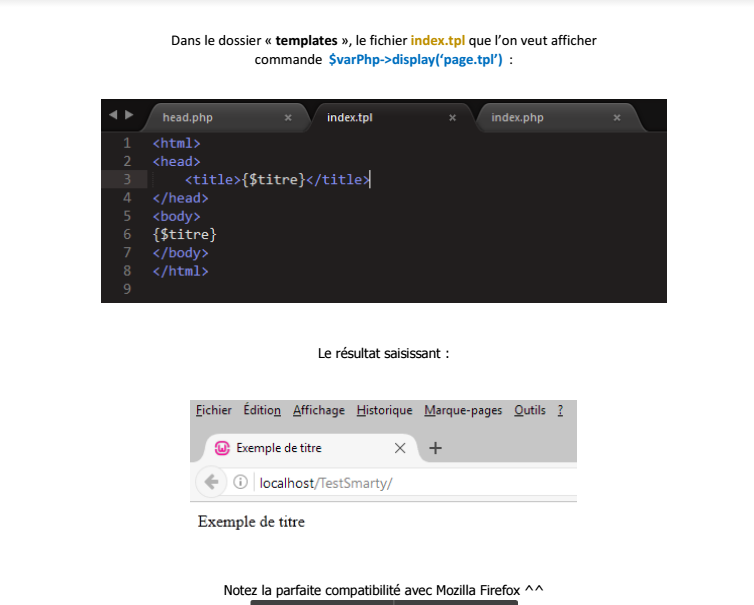 Dans le dossier « templates », le fichier index.tpl que l’on veut afficher
commande $varPhp->display(‘page.tpl’) :
head.php × index.tpl × index.php ×
1 <html>
2 <head>
3 <title>{$titre}</title>
4 </head>
5 <body>
6 {$titre}
7 </body>
8 </html>
9
Le résultat saisissant :
Fichier Édition Affichage Historique Marque-pages Outils ?
Exemple de titre × +
localhost/TestSmarty/
Exemple de titre
Notez la parfaite compatibilité avec Mozilla Firefox ^^